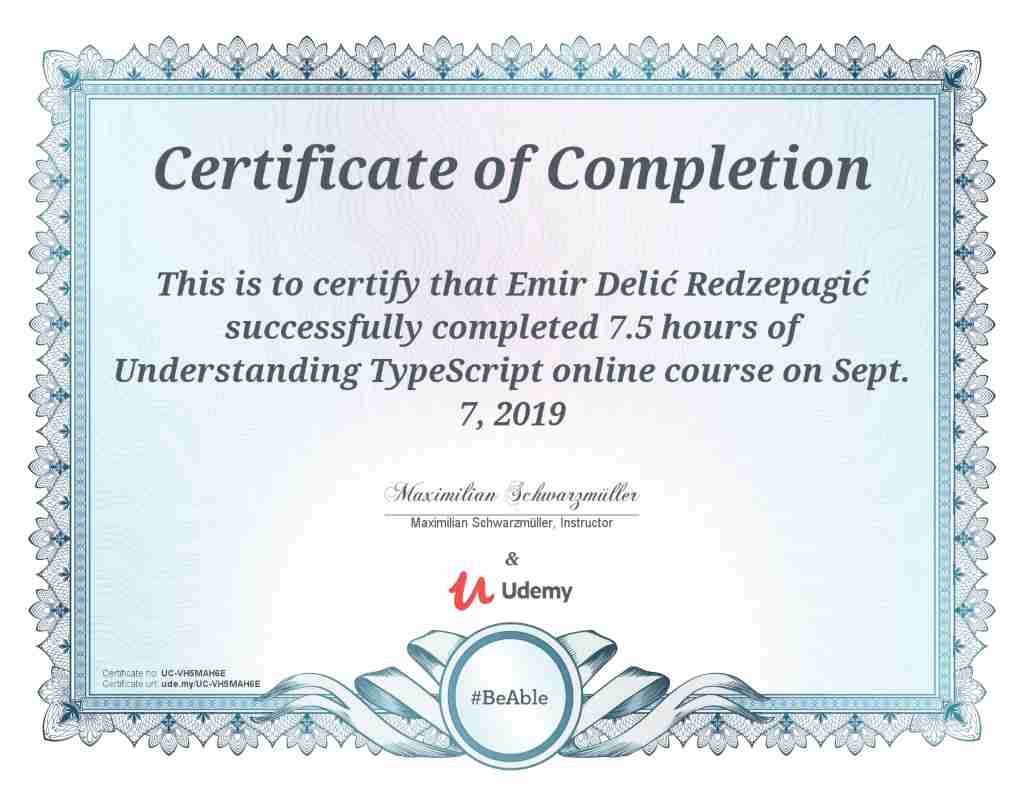 Certificate of Completion
This is to certify that Emir Delić Redzepagić
successfully completed 7.5 hours of
Understanding TypeScript online course on Sept.
7, 2019
Maximilian Schwarzmüller
Maximilian Schwarzmüller, Instructor
&
Udemy
#BeAble
Certificate no: UC-VH5MAH6E
Certificate url: ude.my/UC-VH5MAH6E